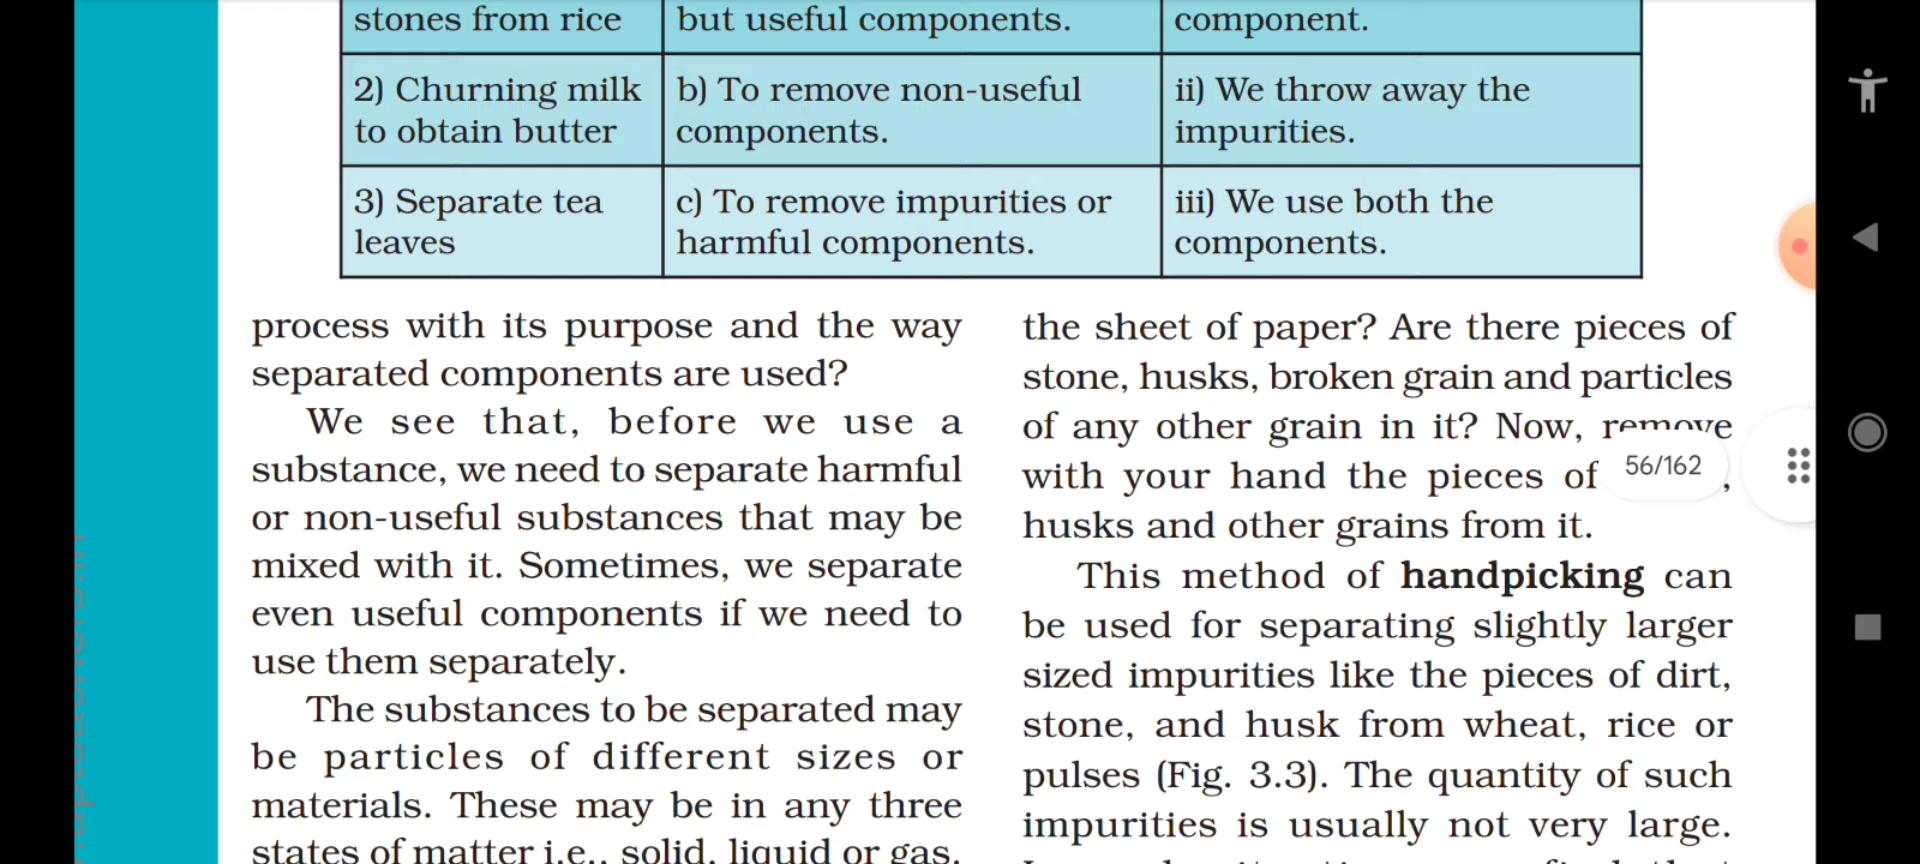 stones from rice
but useful components.
component.
2) Churning milk
to obtain butter
b) To remove non-useful
components.
ii) We throw away the
impurities.
3) Separate tea
leaves
c) To remove impurities or
harmful components.
iii) We use both the
components.
process with its purpose and the way
separated components are used?
We see that, before we use a
substance, we need to separate harmful
or non-useful substances that may be
mixed with it. Sometimes, we separate
even useful components if we need to
use them separately.
The substances to be separated may
be particles of different sizes or
materials. These may be in any three
states of matter i.e., solid, liquid or gas.
the sheet of paper? Are there pieces of
stone, husks, broken grain and particles
of any other grain in it? Now, remove
with your hand the pieces of
husks and other grains from it.
This method of handpicking can
be used for separating slightly larger
sized impurities like the pieces of dirt,
stone, and husk from wheat, rice or
pulses (Fig. 3.3). The quantity of such
impurities is usually not very large.
56/162